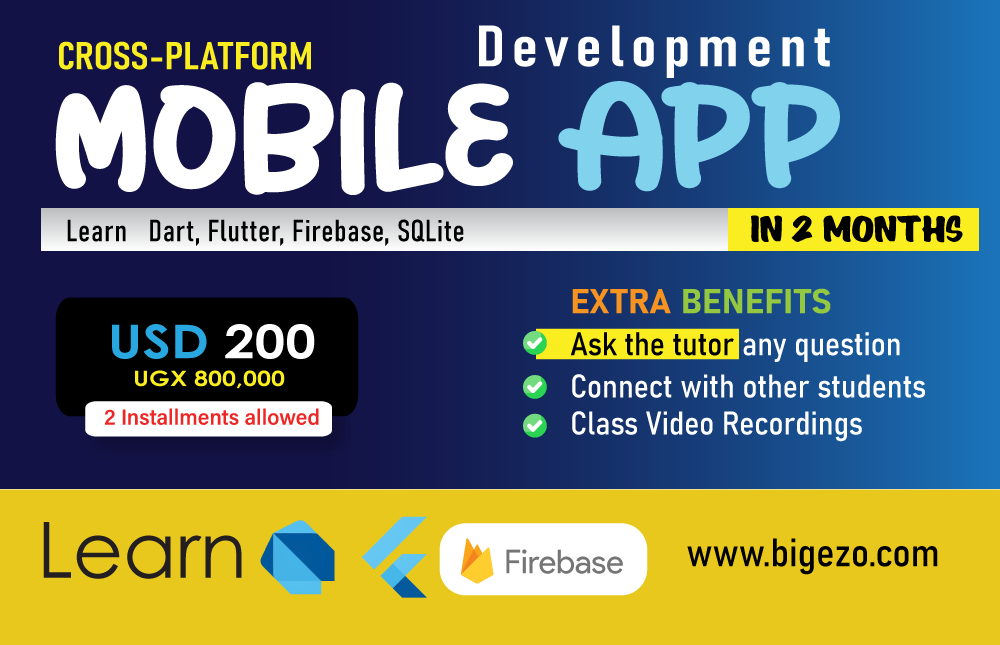 CROSS-PLATFORM
Development
MOBILE APP
Learn Dart, Flutter, Firebase, SQLite
IN 2 MONTHS
USD 200
UGX 800,000
2 Installments allowed
EXTRA BENEFITS
Ask the tutor any question
Connect with other students
Class Video Recordings
Learn
Firebase
www.bigezo.com